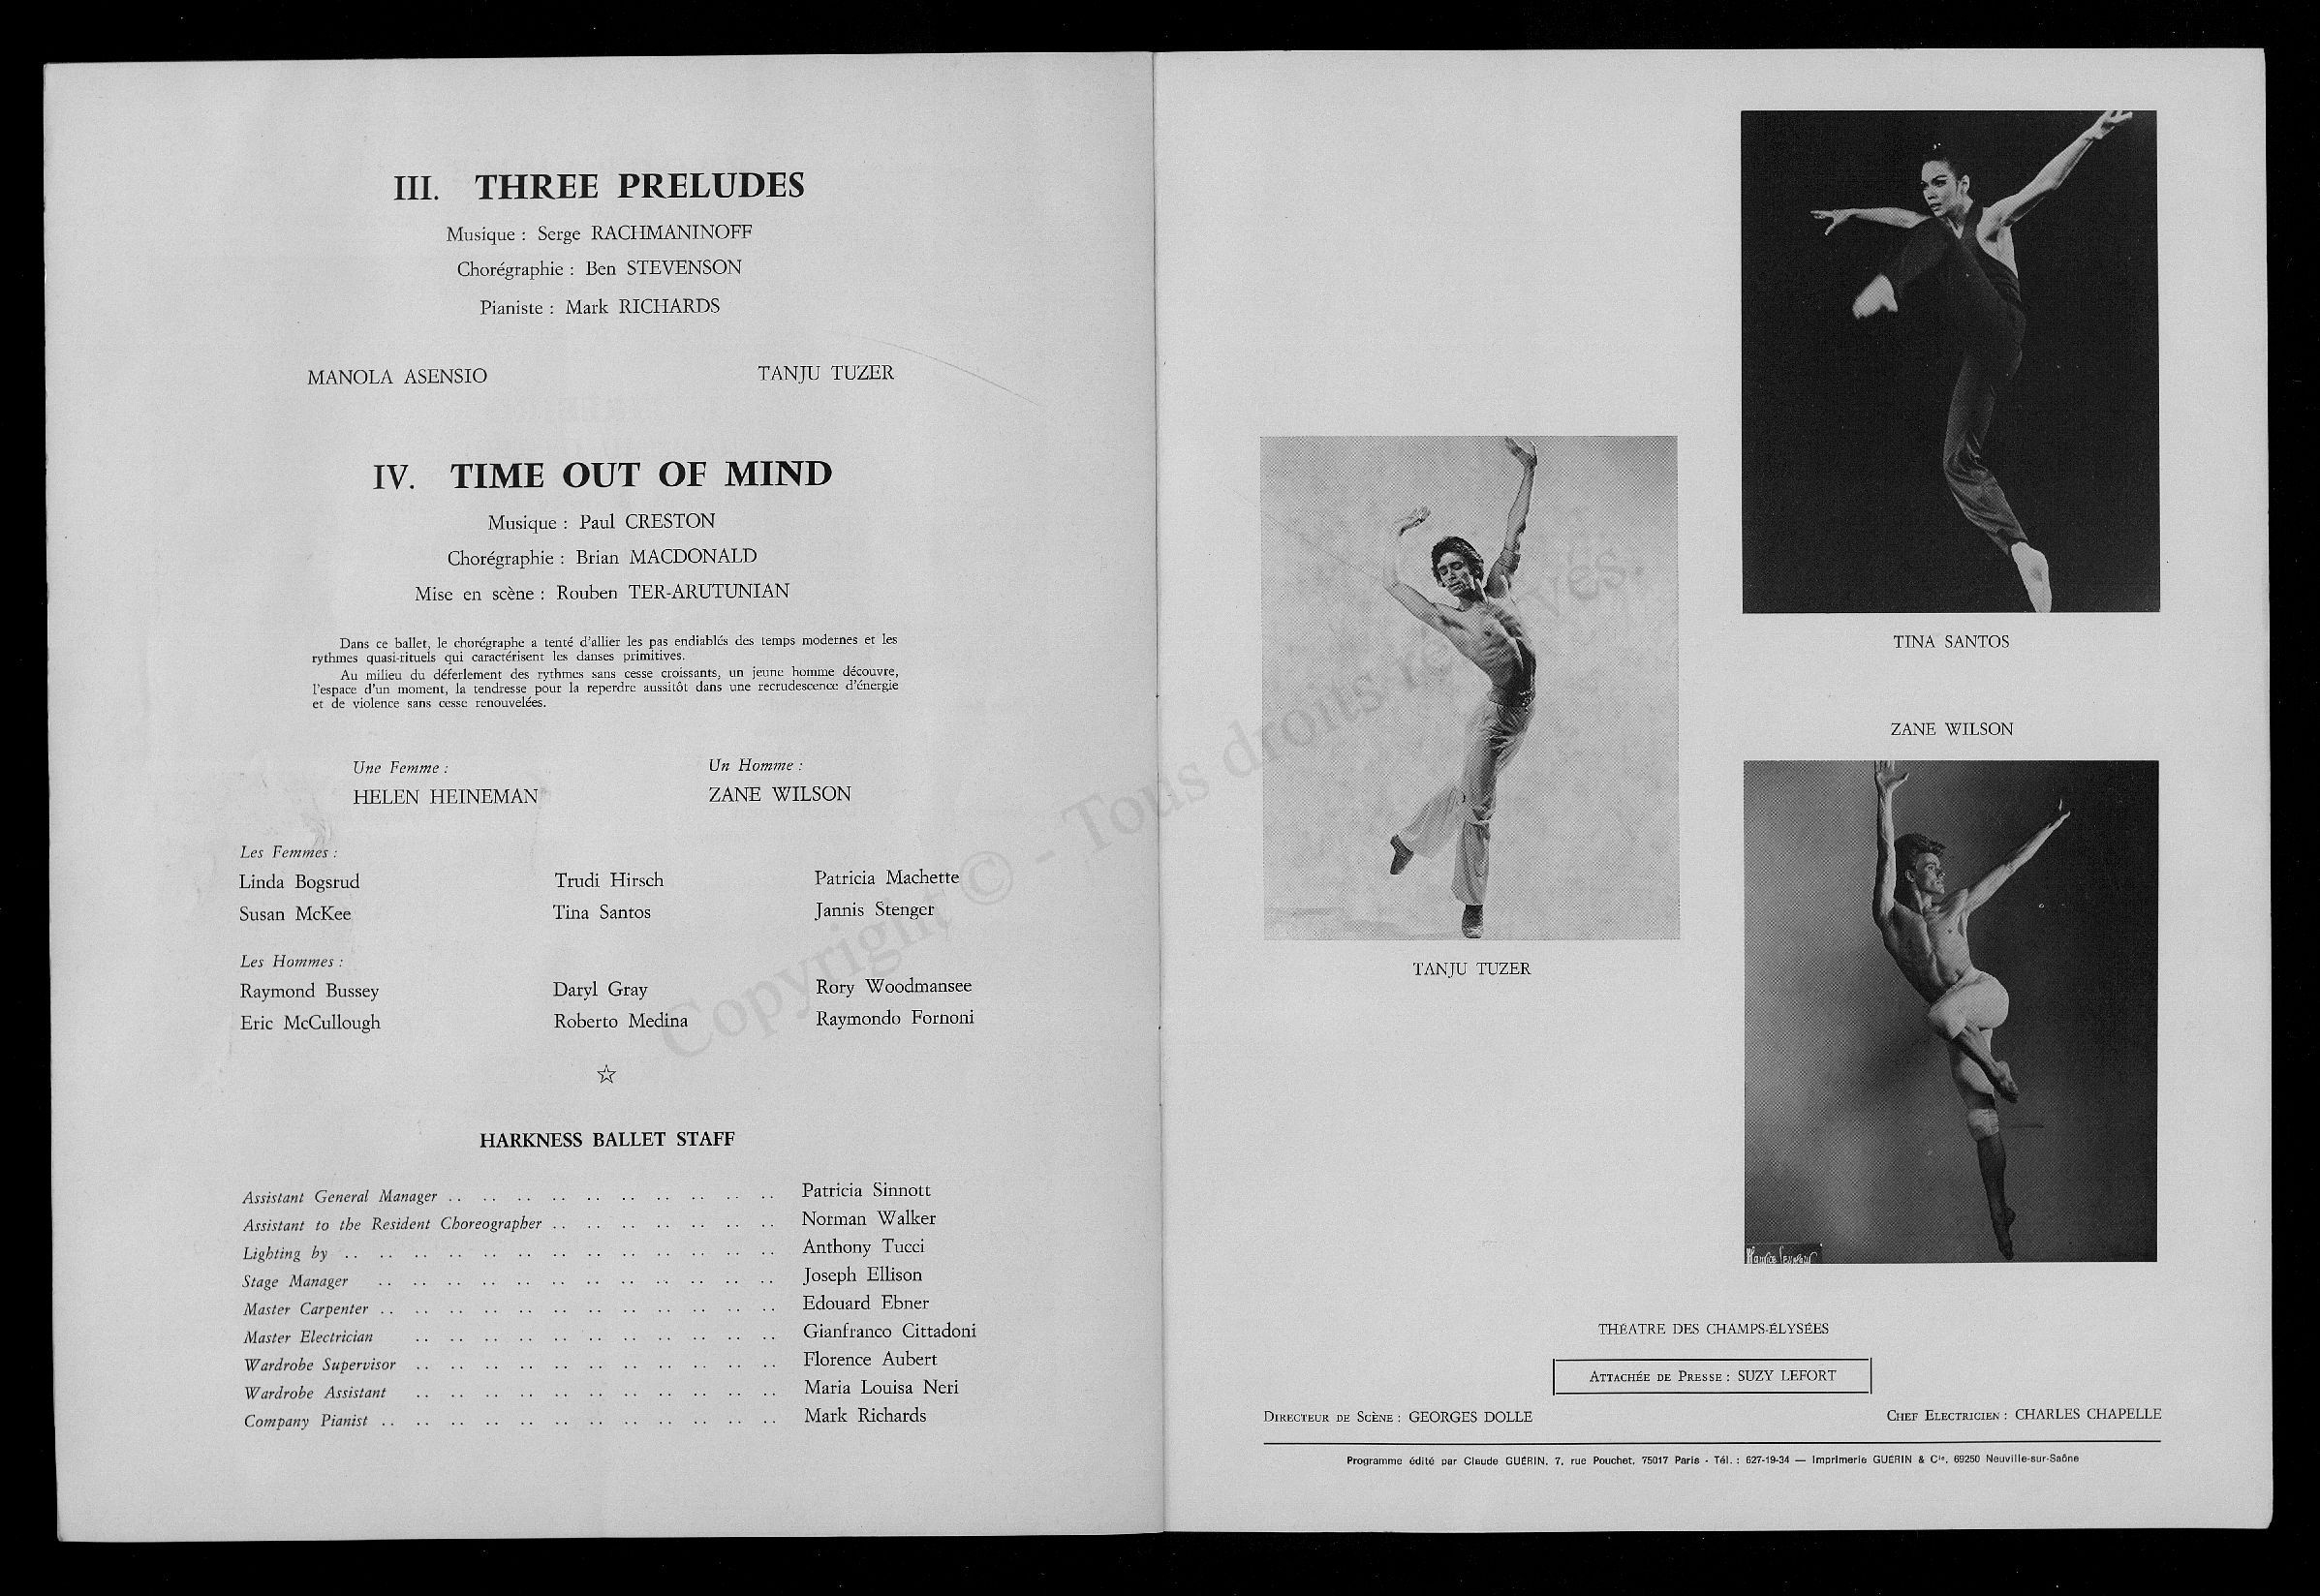 III. THREE PRELUDES
Musique : Serge RACHMANINOFF
Chorégraphie : Ben STEVENSON
Pianiste : Mark RICHARDS
MANOLA ASENSIO TANJU TUZER
IV. TIME OUT OF MIND
Musique : Paul CRESTON
Chorégraphie : Brian MACDONALD
Mise en scène : Rouben TER-ARUTUNIAN
Dans ce ballet, le chorégraphe a tenté d'allier les pas endiablés des temps modernes et les
rythmes quasi-rituels qui caractérisent les danses primitives.
Au milieu du déferlement des rythmes sans cesse croissants, un jeune homme découvre,
l'espace d'un moment, la tendresse pour la reperdre aussitôt dans une recrudescence d'énergie
et de violence sans cesse renouvelées.
Une Femme : Un Homme :
HELEN HEINEMAN ZANE WILSON
Les Femmes :
Linda Bogsrud Trudi Hirsch Patricia Machette
Susan McKee Tina Santos Jannis Stenger
Les Hommes :
Raymond Bussey Daryl Gray Rory Woodmansee
Eric McCullough Roberto Medina Raymondo Fornoni
HARKNESS BALLET STAFF
Assistant General Manager .. .. .. .. .. .. .. .. .. .. Patricia Sinnott
Assistant to the Resident Choreographer .. .. .. .. .. .. .. Norman Walker
Lighting by .. .. .. .. .. .. .. .. .. .. .. .. .. Anthony Tucci
Stage Manager .. .. .. .. .. .. .. .. .. .. .. .. Joseph Ellison
Master Carpenter .. .. .. .. .. .. .. .. .. .. .. .. Edouard Ebner
Master Electrician .. .. .. .. .. .. .. .. .. .. .. Gianfranco Cittadoni
Wardrobe Supervisor .. .. .. .. .. .. .. .. .. .. .. Florence Aubert
Wardrobe Assistant .. .. .. .. .. .. .. .. .. .. .. Maria Louisa Neri
Company Pianist .. .. .. .. .. .. .. .. .. .. .. .. Mark Richards
TINA SANTOS
ZANE WILSON
TANJU TUZER
THÉATRE DES CHAMPS-ÉLYSÉES
ATTACHÉE DE PRESSE : SUZY LEFORT
DIRECTEUR DE SCÈNE : GEORGES DOLLE CHEF ELECTRICIEN : CHARLES CHAPELLE
Programme édité par Claude GUÉRIN, 7, rue Pouchet, 75017 Paris - Tél. : 627-19-34 — Imprimerie GUÉRIN & Cie, 69250 Neuville-sur-Saône
Copyright © - Tous droits réservés.